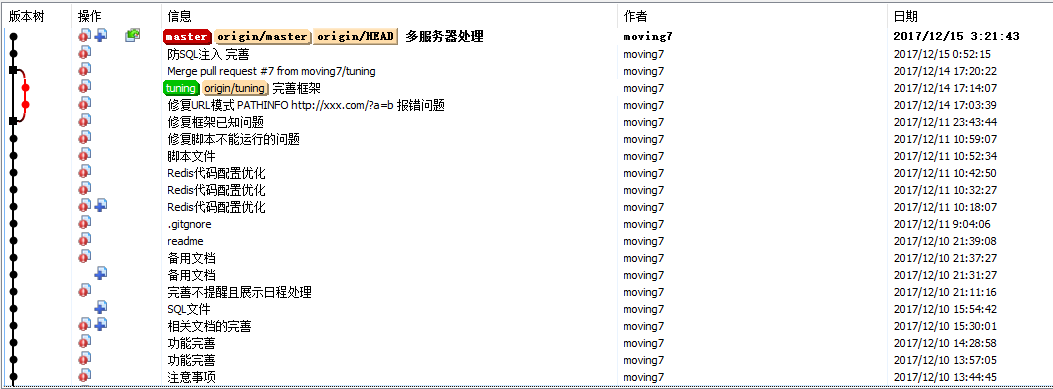 版本树 操作 信息 作者 日期
master origin/master origin/HEAD 多服务器处理 moving7 2017/12/15 3:21:43
防SQL注入 完善 moving7 2017/12/15 0:52:15
Merge pull request #7 from moving7/tuning moving7 2017/12/14 17:20:22
tuning origin/tuning 完善框架 moving7 2017/12/14 17:14:07
修复URL模式 PATHINFO http://xxx.com/?a=b 报错问题 moving7 2017/12/14 17:03:39
修复框架已知问题 moving7 2017/12/11 23:43:44
修复脚本不能运行的问题 moving7 2017/12/11 10:59:07
脚本文件 moving7 2017/12/11 10:52:34
Redis代码配置优化 moving7 2017/12/11 10:42:50
Redis代码配置优化 moving7 2017/12/11 10:32:27
Redis代码配置优化 moving7 2017/12/11 10:18:07
.gitgnore moving7 2017/12/11 9:04:06
readme moving7 2017/12/10 21:39:08
备用文档 moving7 2017/12/10 21:37:27
备用文档 moving7 2017/12/10 21:31:27
完善不提醒且展示日程处理 moving7 2017/12/10 21:11:16
SQL文件 moving7 2017/12/10 15:54:42
相关文档的完善 moving7 2017/12/10 15:30:01
功能完善 moving7 2017/12/10 14:28:58
功能完善 moving7 2017/12/10 13:57:05
注意事项 moving7 2017/12/10 13:44:45